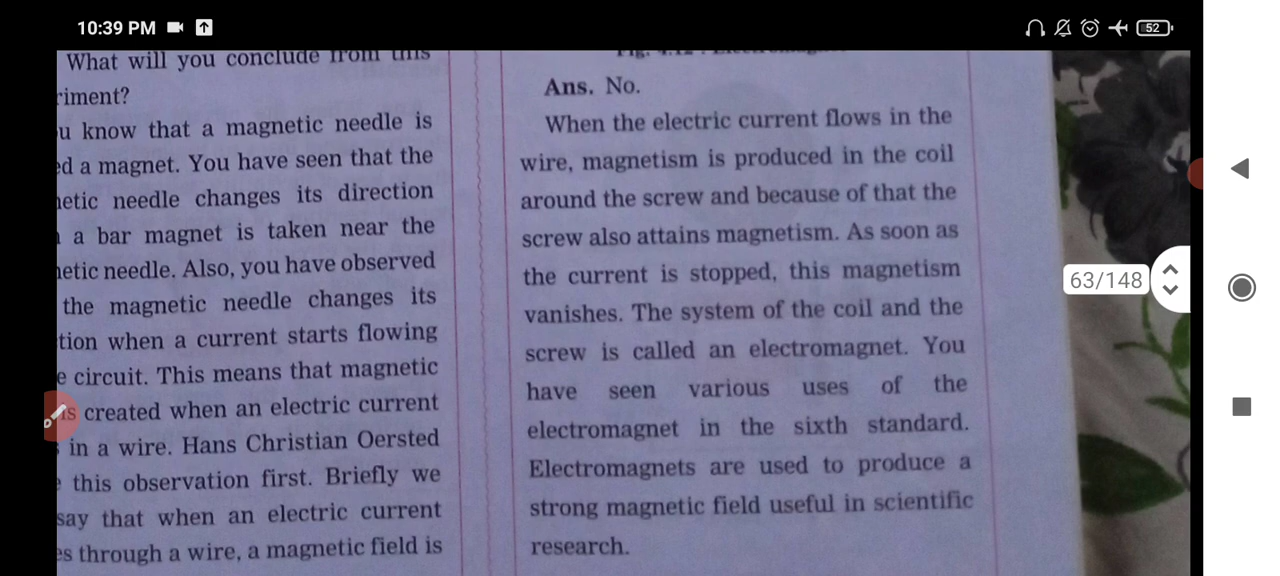 10:39 PM
52
What will you conclude from this
riment?
u know that a magnetic needle is
ed a magnet. You have seen that the
netic needle changes its direction
a bar magnet is taken near the
netic needle. Also, you have observed
the magnetic needle changes its
tion when a current starts flowing
e circuit. This means that magnetic
is created when an electric current
in a wire. Hans Christian Oersted
this observation first. Briefly we
say that when an electric current
es through a wire, a magnetic field is
Ans. No.
When the electric current flows in the
wire, magnetism is produced in the coil
around the screw and because of that the
screw also attains magnetism. As soon as
the current is stopped, this magnetism
vanishes. The system of the coil and the
screw is called an electromagnet. You
have seen various uses of the
electromagnet in the sixth standard.
Electromagnets are used to produce a
strong magnetic field useful in scientific
research.
63/148